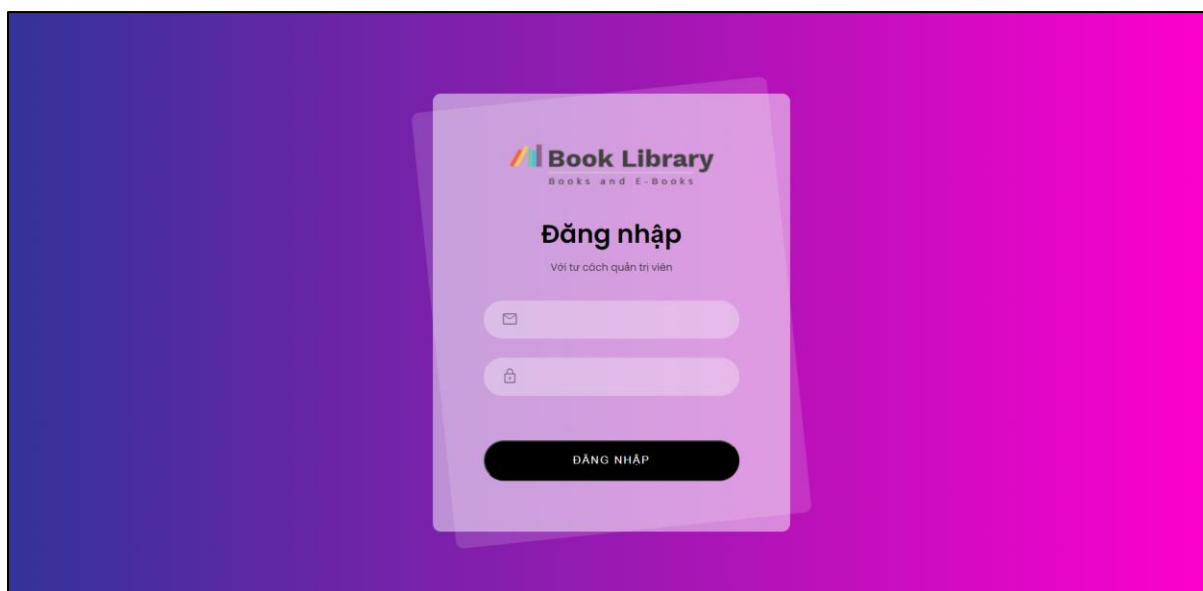 Book Library
Books and E-Books
Đăng nhập
Với tư cách quản trị viên
ĐĂNG NHẬP